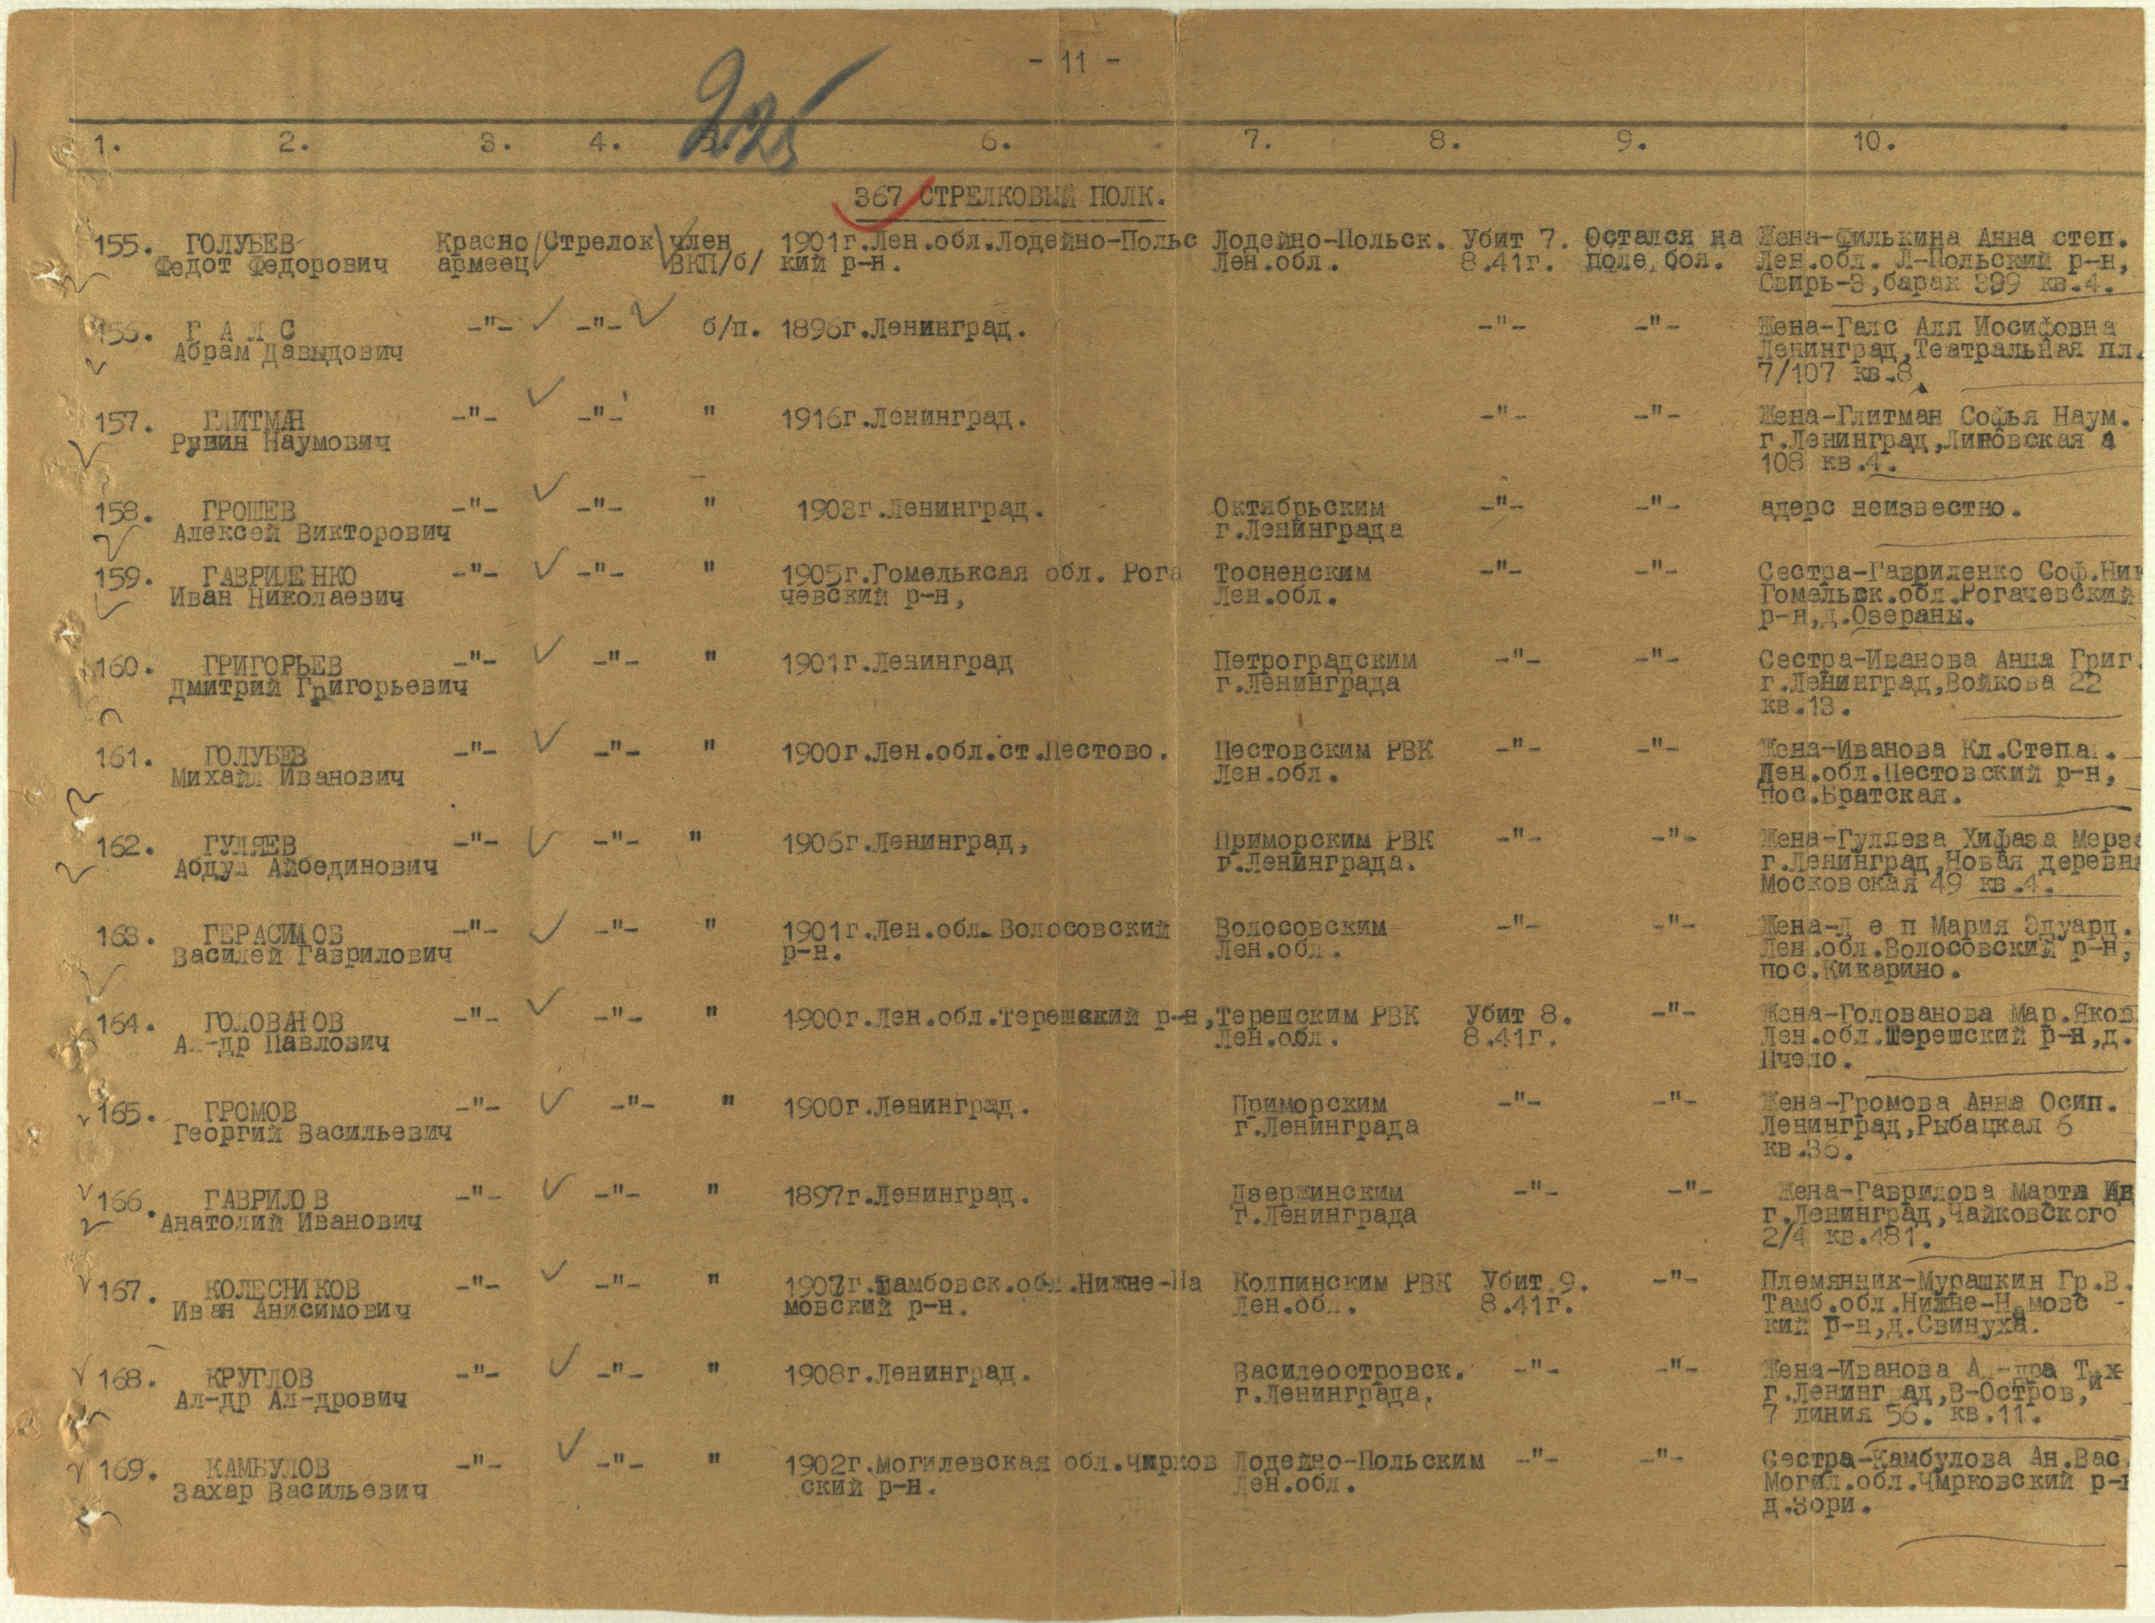 - 11 -
225
1. 2. 3. 4. 6. 7. 8. 9. 10.
367 СТРЕЛКОВЫЙ ПОЛК.
155. ГОЛУБЕВ Красно Стрелок член 1901г.Лен.обл.Лодейно-Польс Лодейно-Польск. Убит 7. Остался на Жена-Филькина Анна степ.
Федот Федорович армеец ВКП/б/ кий р-н. Лен.обл. 8.41г. поле боя. Лен.обл. Л-Польский р-н,
Свирь-3,барак 399 кв.4.
156. Г А Л С -"- -"- б/п. 1896г.Ленинград. -"- -"- Жена-Галс Аля Иосифовна
Абрам Давыдович Ленинград,Театральная пл.
7/107 кв.8
157. ГЛИТМАН -"- -"- " 1916г.Ленинград. -"- -"- Жена-Глитман Софья Наум.
Рувин Наумович г.Ленинград,Лиговская
108 кв.4.
158. ГРОШЕВ -"- -"- " 1903г.Ленинград. Октябрьским -"- -"- адерс неизвестно.
Алексей Викторович г.Ленинграда
159. ГАВРИЛЕНКО -"- -"- " 1905г.Гомельксая обл. Рога Тосненским -"- -"- Сестра-Гавриленко Соф.Ник
Иван Николаевич чевский р-н, Лен.обл. Гомельск.обл.Рогачевский
р-н,д.Озераны.
160. ГРИГОРЬЕВ -"- -"- " 1901г.Ленинград Петроградским -"- -"- Сестра-Иванова Анна Григ.
Дмитрий Григорьевич г.Ленинграда г.Ленинград,Войкова 22
кв.13.
161. ГОЛУБЕВ -"- -"- " 1900г.Лен.обл.ст.Пестово. Пестовским РВК -"- -"- Жена-Иванова Кл.Степа.
Михаил Иванович Лен.обл. Лен.обл.Пестовский р-н,
пос.Братская.
162. ГУЛЯЕВ -"- -"- " 1906г.Ленинград, Приморским РВК -"- -"- Жена-Гуляева Хифаза Мерза
Абдул Айбединович г.Ленинграда. г.Ленинград,Новая деревня
Московская 49 кв.4.
163. ГЕРАСИМОВ -"- -"- " 1901г.Лен.обл.Волосовский Волосовским -"- -"- Жена-Л е п Мария Эдуард.
Василей Гаврилович р-н. Лен.обл. Лен.обл.Волосовский р-н,
пос.Кикарино.
164. ГОЛОВАНОВ -"- -"- " 1900г.Лен.обл.Терешский р-н, Терешским РВК Убит 8. -"- Жена-Голованова Мар.Яков
Ал-др Павлович Лен.обл. 8.41г. Лен.обл.Терешский р-н,д.
Пчело.
165. ГРОМОВ -"- -"- " 1900г.Ленинград. Приморским -"- -"- Жена-Громова Анна Осип.
Георгий Васильевич г.Ленинграда Ленинград,Рыбацкая 6
кв.36.
166. ГАВРИЛОВ -"- -"- " 1897г.Ленинград. Дзержинским -"- -"- Жена-Гаврилова Марта Ив
Анатолий Иванович г.Ленинграда г.Ленинград,Чайковского
2/4 кв.481.
167. КОЛЕСНИКОВ -"- -"- " 1907г.Тамбовск.обл.Нижне-На Колпинским РВК Убит 9. -"- Племянник-Мурашкин Гр.В.
Иван Анисимович мовский р-н. Лен.обл. 8.41г. Тамб.обл.Нижне-Намовс
кий р-н,д.Свинуха.
168. КРУГЛОВ -"- -"- " 1908г.Ленинград. Василеостровск. -"- -"- Жена-Иванова Ал-дра Тих
Ал-др Ал-дрович г.Ленинграда. г.Ленинград,В-Остров,
7 линия 56. кв.11.
169. КАМБУЛОВ -"- -"- " 1902г.Могилевская обл.Чирков Лодейно-Польским -"- -"- Сестра-Камбулова Ан.Вас
Захар Васильевич ский р-н. Лен.обл. Могил.обл.Чирковский р-н
д.Зори.